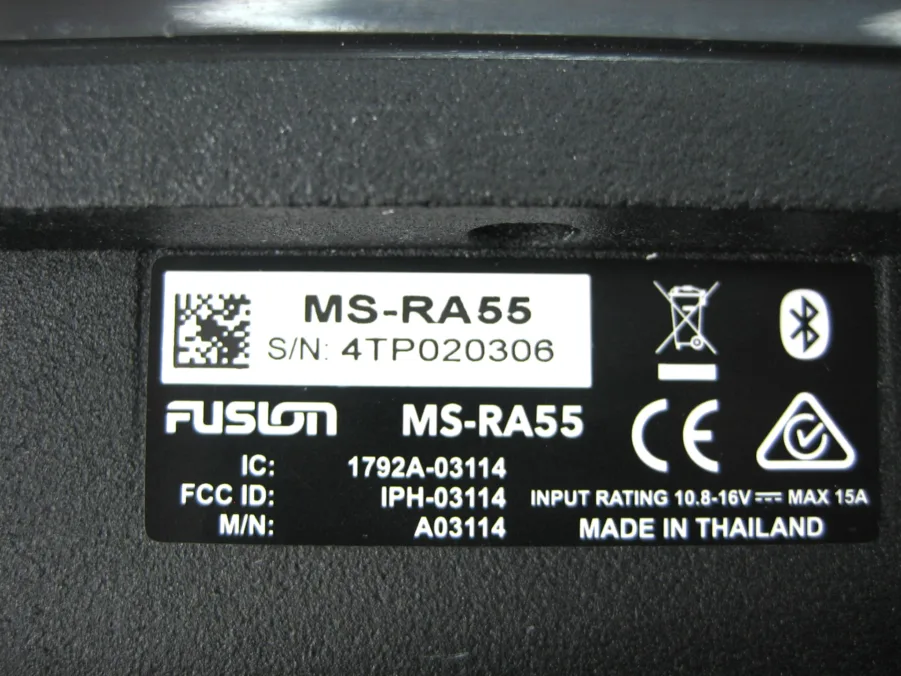 MS-RA55
S/N: 4TP020306
FUSION MS-RA55
IC: 1792A-03114
FCC ID: IPH-03114
M/N: A03114
CE
INPUT RATING 10.8-16V MAX 15A
MADE IN THAILAND